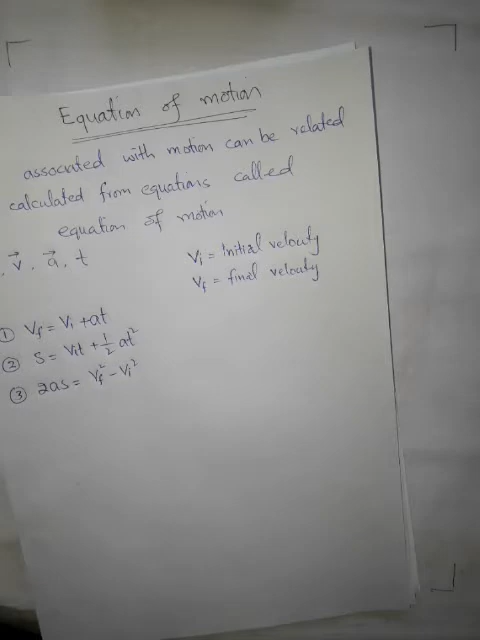 Equation of motion
associated with motion can be related
calculated from equations called
equation of motion
, v⃗, a⃗, t
Vi = initial velocity
Vf = final velocity
① Vf = Vi + at
② S = Vit + 1/2 at²
③ 2as = Vf² - Vi²